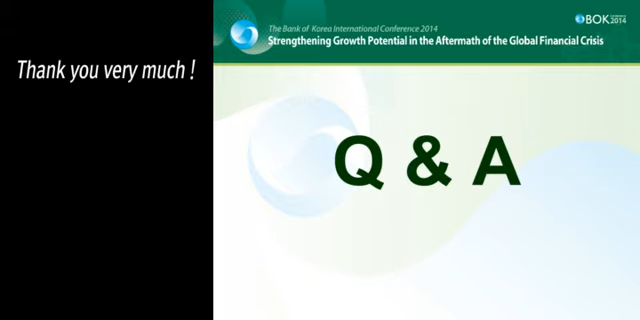 Thank you very much !
The Bank of Korea International Conference 2014
Strengthening Growth Potential in the Aftermath of the Global Financial Crisis
BOK
2014
Q & A